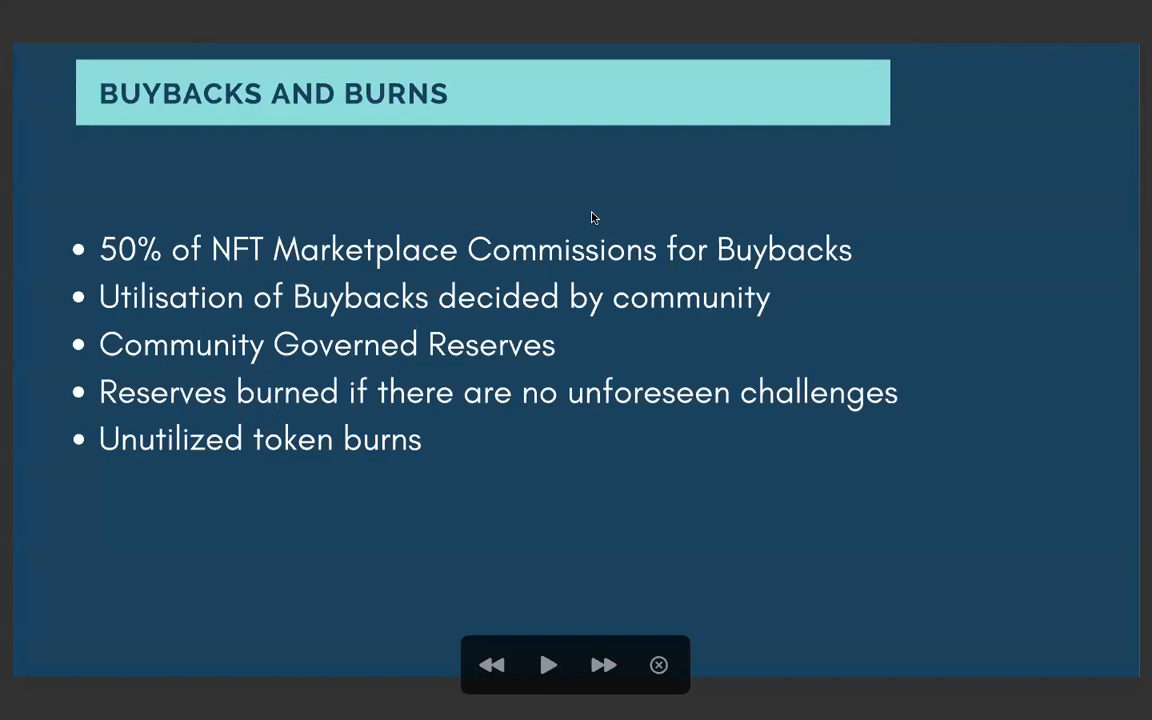 BUYBACKS AND BURNS
50% of NFT Marketplace Commissions for Buybacks
Utilisation of Buybacks decided by community
Community Governed Reserves
Reserves burned if there are no unforeseen challenges
Unutilized token burns